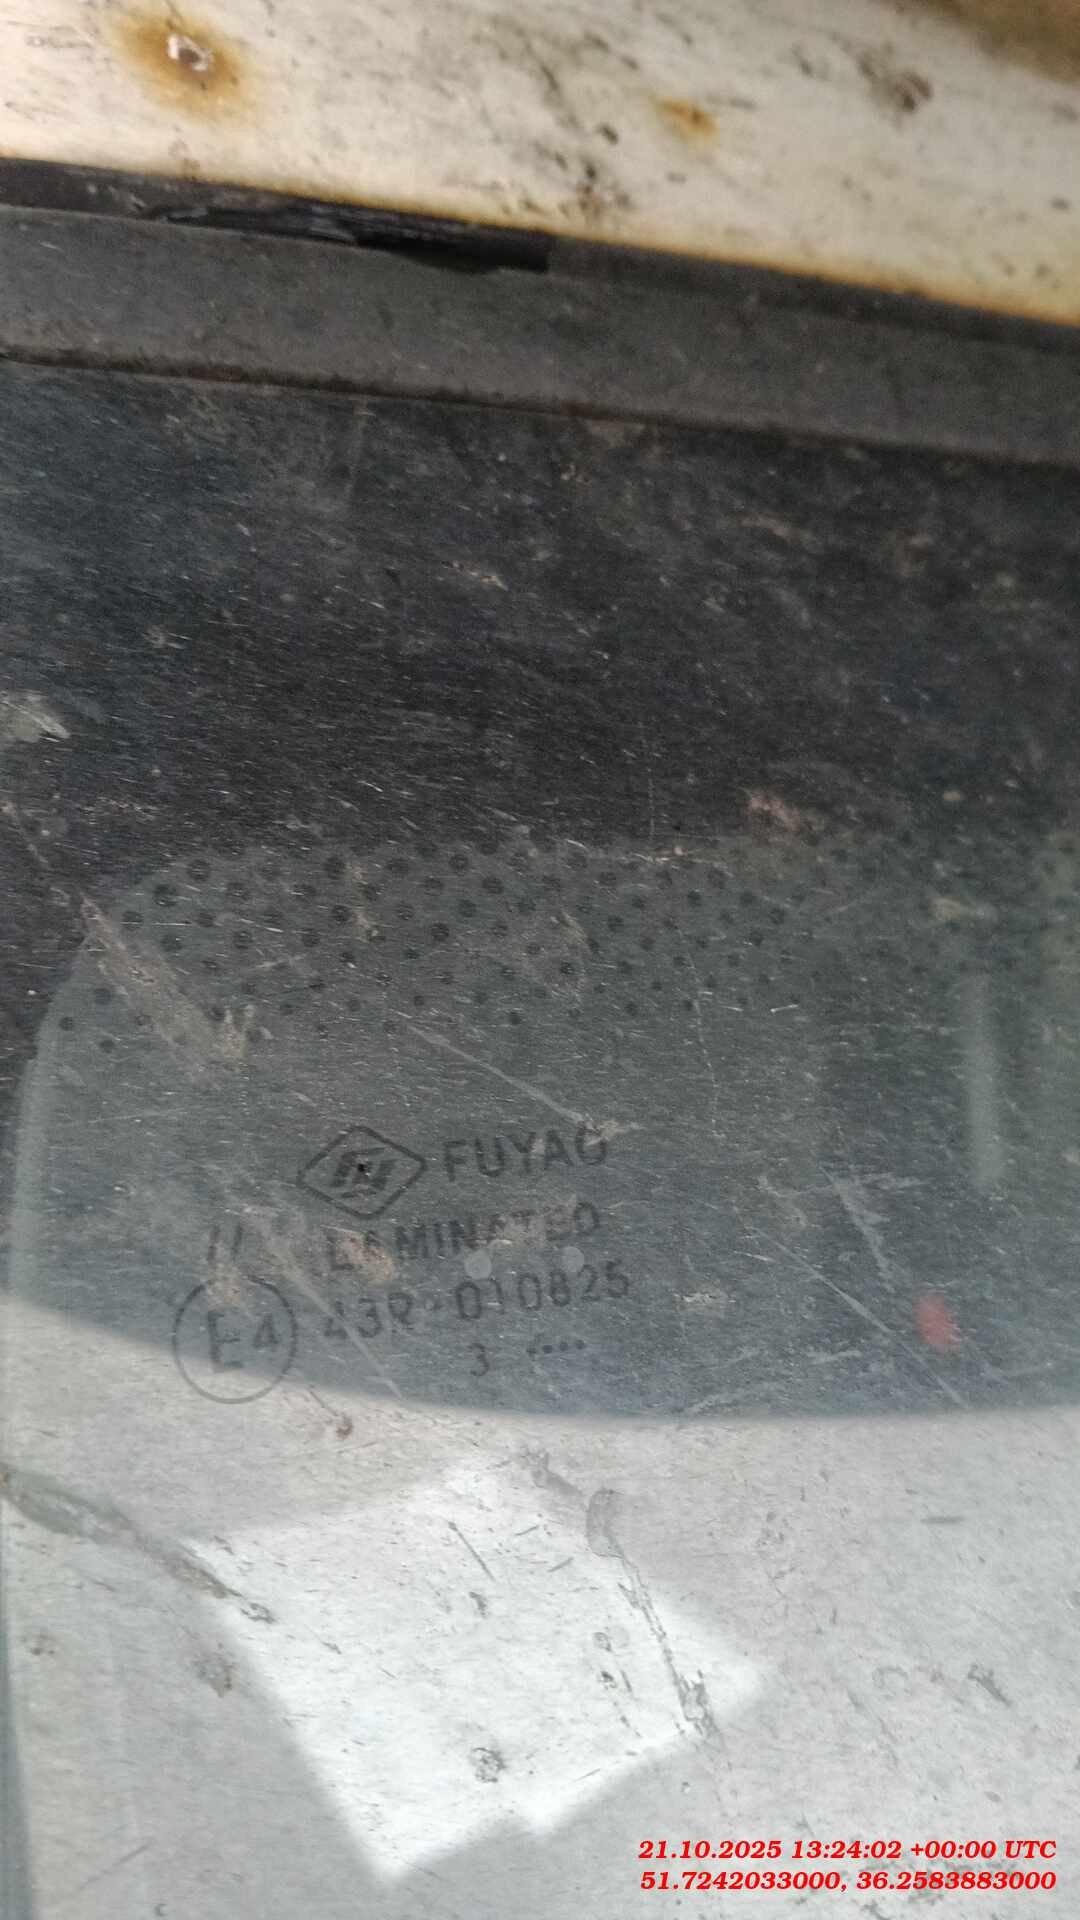 FUYAO
II
LAMINATED
E4
43R-010825
3 ••••
21.10.2025 13:24:02 +00:00 UTC
51.7242033000, 36.2583883000